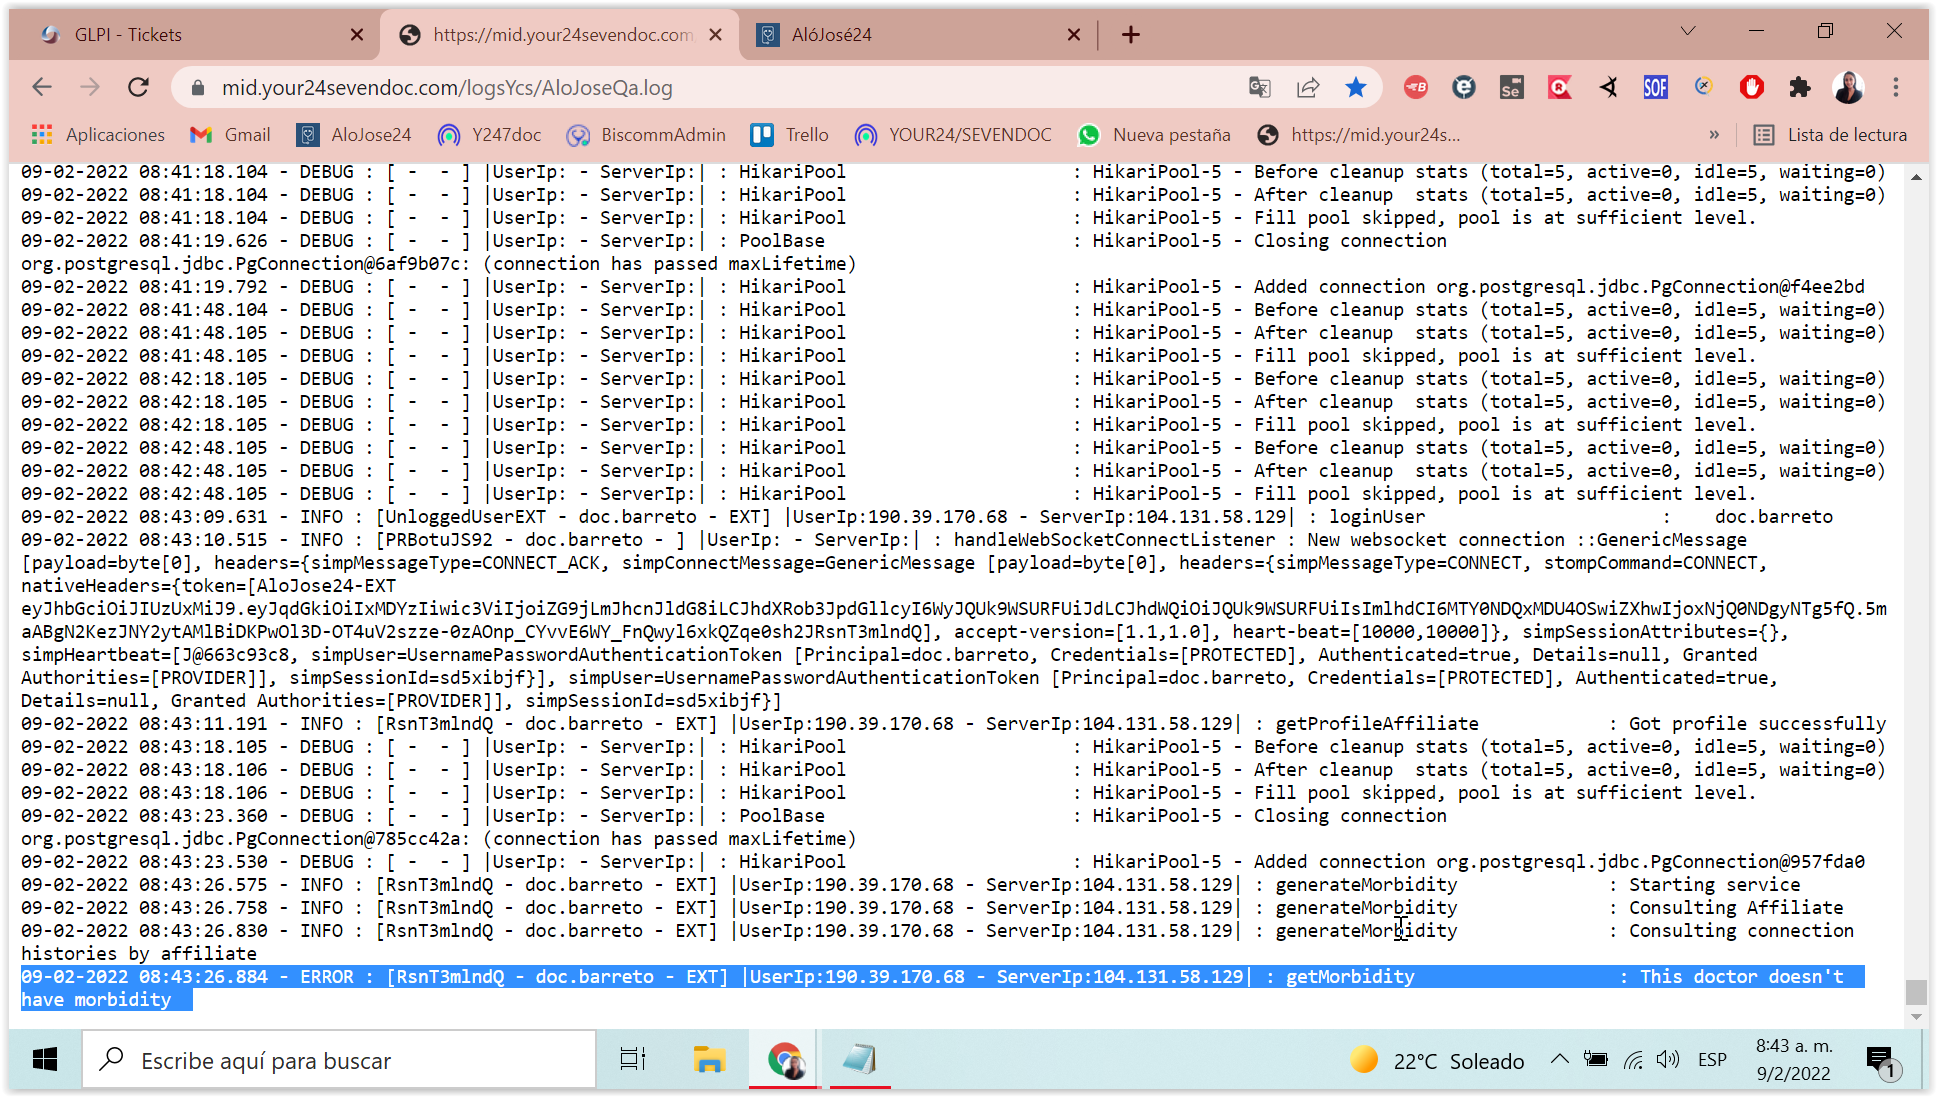 GLPI - Tickets
https://mid.your24sevendoc.com
AlóJosé24
mid.your24sevendoc.com/logsYcs/AloJoseQa.log
Se
SOF
Aplicaciones
Gmail
AloJose24
Y247doc
BiscommAdmin
Trello
YOUR24/SEVENDOC
Nueva pestaña
https://mid.your24s...
»
Lista de lectura
09-02-2022 08:41:18.104 - DEBUG : [ -  - ] |UserIp: - ServerIp:| : HikariPool : HikariPool-5 - Before cleanup stats (total=5, active=0, idle=5, waiting=0)
09-02-2022 08:41:18.104 - DEBUG : [ -  - ] |UserIp: - ServerIp:| : HikariPool : HikariPool-5 - After cleanup  stats (total=5, active=0, idle=5, waiting=0)
09-02-2022 08:41:18.104 - DEBUG : [ -  - ] |UserIp: - ServerIp:| : HikariPool : HikariPool-5 - Fill pool skipped, pool is at sufficient level.
09-02-2022 08:41:19.626 - DEBUG : [ -  - ] |UserIp: - ServerIp:| : PoolBase : HikariPool-5 - Closing connection
org.postgresql.jdbc.PgConnection@6af9b07c: (connection has passed maxLifetime)
09-02-2022 08:41:19.792 - DEBUG : [ -  - ] |UserIp: - ServerIp:| : HikariPool : HikariPool-5 - Added connection org.postgresql.jdbc.PgConnection@f4ee2bd
09-02-2022 08:41:48.104 - DEBUG : [ -  - ] |UserIp: - ServerIp:| : HikariPool : HikariPool-5 - Before cleanup stats (total=5, active=0, idle=5, waiting=0)
09-02-2022 08:41:48.105 - DEBUG : [ -  - ] |UserIp: - ServerIp:| : HikariPool : HikariPool-5 - After cleanup  stats (total=5, active=0, idle=5, waiting=0)
09-02-2022 08:41:48.105 - DEBUG : [ -  - ] |UserIp: - ServerIp:| : HikariPool : HikariPool-5 - Fill pool skipped, pool is at sufficient level.
09-02-2022 08:42:18.105 - DEBUG : [ -  - ] |UserIp: - ServerIp:| : HikariPool : HikariPool-5 - Before cleanup stats (total=5, active=0, idle=5, waiting=0)
09-02-2022 08:42:18.105 - DEBUG : [ -  - ] |UserIp: - ServerIp:| : HikariPool : HikariPool-5 - After cleanup  stats (total=5, active=0, idle=5, waiting=0)
09-02-2022 08:42:18.105 - DEBUG : [ -  - ] |UserIp: - ServerIp:| : HikariPool : HikariPool-5 - Fill pool skipped, pool is at sufficient level.
09-02-2022 08:42:48.105 - DEBUG : [ -  - ] |UserIp: - ServerIp:| : HikariPool : HikariPool-5 - Before cleanup stats (total=5, active=0, idle=5, waiting=0)
09-02-2022 08:42:48.105 - DEBUG : [ -  - ] |UserIp: - ServerIp:| : HikariPool : HikariPool-5 - After cleanup  stats (total=5, active=0, idle=5, waiting=0)
09-02-2022 08:42:48.105 - DEBUG : [ -  - ] |UserIp: - ServerIp:| : HikariPool : HikariPool-5 - Fill pool skipped, pool is at sufficient level.
09-02-2022 08:43:09.631 - INFO : [UnloggedUserEXT - doc.barreto - EXT] |UserIp:190.39.170.68 - ServerIp:104.131.58.129| : loginUser : doc.barreto
09-02-2022 08:43:10.515 - INFO : [PRBotuJS92 - doc.barreto - ] |UserIp: - ServerIp:| : handleWebSocketConnectListener : New websocket connection ::GenericMessage
[payload=byte[0], headers={simpMessageType=CONNECT_ACK, simpConnectMessage=GenericMessage [payload=byte[0], headers={simpMessageType=CONNECT, stompCommand=CONNECT,
nativeHeaders={token=[AloJose24-EXT
eyJhbGciOiJIUzUxMiJ9.eyJqdGkiOiIxMDYzIiwic3ViIjoiZG9jLmJhcnJldG8iLCJhdXRob3JpdGllcyI6WyJQUk9WSURFUiJdLCJhdWQiOiJQUk9WSURFUiIsImlhdCI6MTY0NDQxMDU4OSwiZXhwIjoxNjQ0NDgyNTg5fQ.5m
maABgN2KezJNY2ytAMlBiDKPwOl3D-OT4uV2szze-0zAOnp_CYvvE6WY_FnQwyl6xkQZqe0sh2JRsnT3mlndQ], accept-version=[1.1,1.0], heart-beat=[10000,10000]}, simpSessionAttributes={},
simpHeartbeat=[J@663c93c8, simpUser=UsernamePasswordAuthenticationToken [Principal=doc.barreto, Credentials=[PROTECTED], Authenticated=true, Details=null, Granted
Authorities=[PROVIDER]], simpSessionId=sd5xibjf}], simpUser=UsernamePasswordAuthenticationToken [Principal=doc.barreto, Credentials=[PROTECTED], Authenticated=true,
Details=null, Granted Authorities=[PROVIDER]], simpSessionId=sd5xibjf}]
09-02-2022 08:43:11.191 - INFO : [RsnT3mlndQ - doc.barreto - EXT] |UserIp:190.39.170.68 - ServerIp:104.131.58.129| : getProfileAffiliate : Got profile successfully
09-02-2022 08:43:18.105 - DEBUG : [ -  - ] |UserIp: - ServerIp:| : HikariPool : HikariPool-5 - Before cleanup stats (total=5, active=0, idle=5, waiting=0)
09-02-2022 08:43:18.106 - DEBUG : [ -  - ] |UserIp: - ServerIp:| : HikariPool : HikariPool-5 - After cleanup  stats (total=5, active=0, idle=5, waiting=0)
09-02-2022 08:43:18.106 - DEBUG : [ -  - ] |UserIp: - ServerIp:| : HikariPool : HikariPool-5 - Fill pool skipped, pool is at sufficient level.
09-02-2022 08:43:23.360 - DEBUG : [ -  - ] |UserIp: - ServerIp:| : PoolBase : HikariPool-5 - Closing connection
org.postgresql.jdbc.PgConnection@785cc42a: (connection has passed maxLifetime)
09-02-2022 08:43:23.530 - DEBUG : [ -  - ] |UserIp: - ServerIp:| : HikariPool : HikariPool-5 - Added connection org.postgresql.jdbc.PgConnection@957fda0
09-02-2022 08:43:26.575 - INFO : [RsnT3mlndQ - doc.barreto - EXT] |UserIp:190.39.170.68 - ServerIp:104.131.58.129| : generateMorbidity : Starting service
09-02-2022 08:43:26.758 - INFO : [RsnT3mlndQ - doc.barreto - EXT] |UserIp:190.39.170.68 - ServerIp:104.131.58.129| : generateMorbidity : Consulting Affiliate
09-02-2022 08:43:26.830 - INFO : [RsnT3mlndQ - doc.barreto - EXT] |UserIp:190.39.170.68 - ServerIp:104.131.58.129| : generateMorbidity : Consulting connection
histories by affiliate
09-02-2022 08:43:26.884 - ERROR : [RsnT3mlndQ - doc.barreto - EXT] |UserIp:190.39.170.68 - ServerIp:104.131.58.129| : getMorbidity : This doctor doesn't
have morbidity
Escribe aquí para buscar
22°C Soleado
ESP
8:43 a. m.
9/2/2022
1